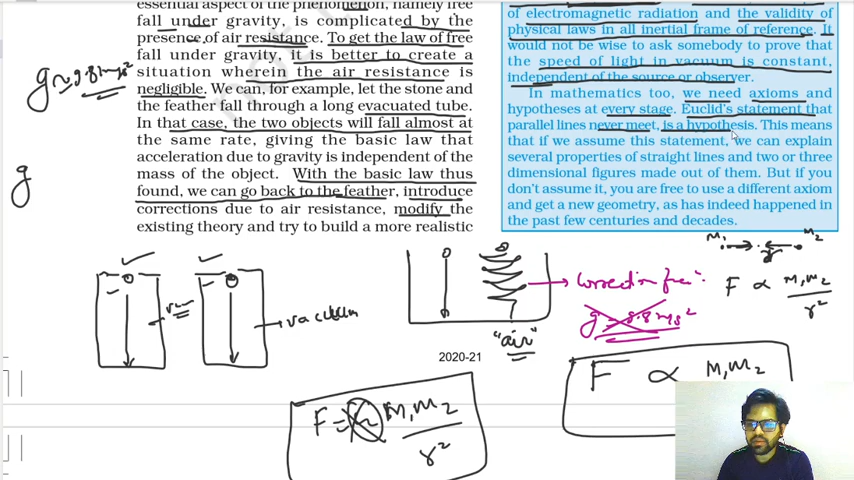 essential aspect of the phenomenon, namely free
fall under gravity, is complicated by the
presence of air resistance. To get the law of free
fall under gravity, it is better to create a
situation wherein the air resistance is
negligible. We can, for example, let the stone and
the feather fall through a long evacuated tube.
In that case, the two objects will fall almost at
the same rate, giving the basic law that
acceleration due to gravity is independent of the
mass of the object. With the basic law thus
found, we can go back to the feather, introduce
corrections due to air resistance, modify the
existing theory and try to build a more realistic
of electromagnetic radiation and the validity of
physical laws in all inertial frame of reference. It
would not be wise to ask somebody to prove that
the speed of light in vacuum is constant,
independent of the source or observer.
In mathematics too, we need axioms and
hypotheses at every stage. Euclid's statement that
parallel lines never meet, is a hypothesis. This means
that if we assume this statement, we can explain
several properties of straight lines and two or three
dimensional figures made out of them. But if you
don't assume it, you are free to use a different axiom
and get a new geometry, as has indeed happened in
the past few centuries and decades.
g
vacuum
"air"
2020-21
M1 M2
r
F ∝ M1M2
r²
F = M1M2
r²
F ∝ M1M2